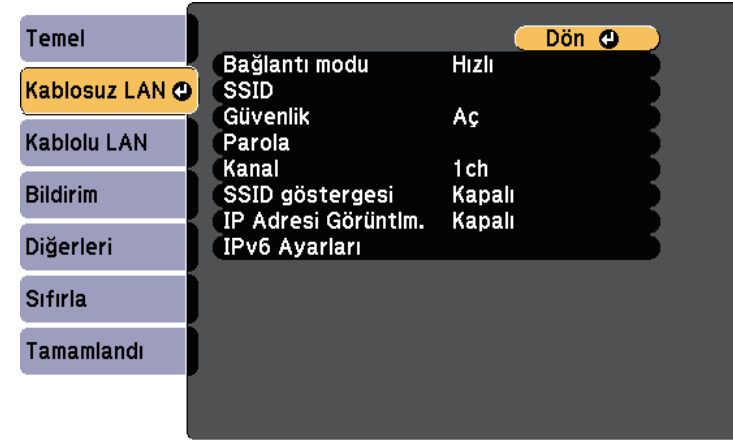 Temel
Kablosuz LAN
Kablolu LAN
Bildirim
Diğerleri
Sıfırla
Tamamlandı
Dön
Bağlantı modu Hızlı
SSID
Güvenlik Aç
Parola
Kanal 1ch
SSID göstergesi Kapalı
IP Adresi Görüntlm. Kapalı
IPv6 Ayarları